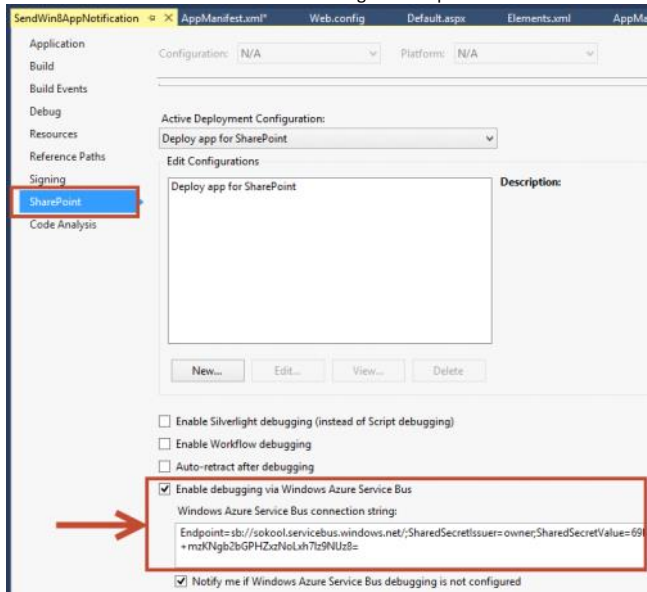 SendWin8AppNotification AppManifest.xml* Web.config Default.aspx Elements.xml AppMa
Application
Configuration: N/A Platform: N/A
Build
Build Events
Debug
Active Deployment Configuration:
Resources
Deploy app for SharePoint
Reference Paths
Edit Configurations
Signing
Deploy app for SharePoint
Description:
SharePoint
Code Analysis
New... Edit... View... Delete
Enable Silverlight debugging (instead of Script debugging)
Enable Workflow debugging
Auto-retract after debugging
Enable debugging via Windows Azure Service Bus
Windows Azure Service Bus connection string:
Endpoint=sb://sokool.servicebus.windows.net/;SharedSecretIssuer=owner;SharedSecretValue=69
+mzKNgb2bGPHZxzNoLxh7Iz9NUz8=
Notify me if Windows Azure Service Bus debugging is not configured